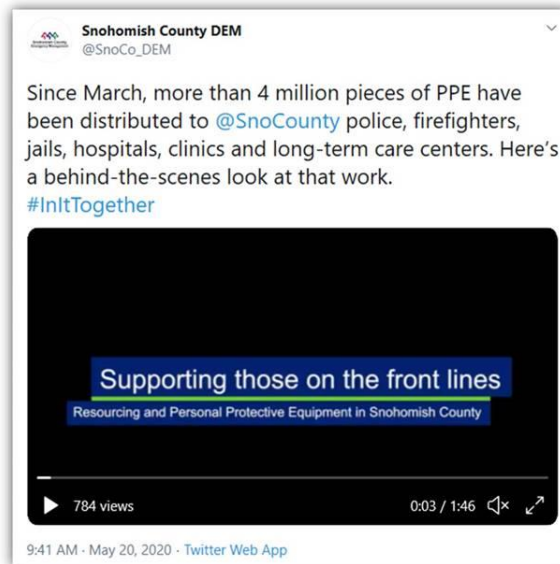 Snohomish County DEM
@SnoCo_DEM
Since March, more than 4 million pieces of PPE have
been distributed to @SnoCounty police, firefighters,
jails, hospitals, clinics and long-term care centers. Here's
a behind-the-scenes look at that work.
#InItTogether
Supporting those on the front lines
Resourcing and Personal Protective Equipment in Snohomish County
784 views
0:03 / 1:46
9:41 AM · May 20, 2020 · Twitter Web App